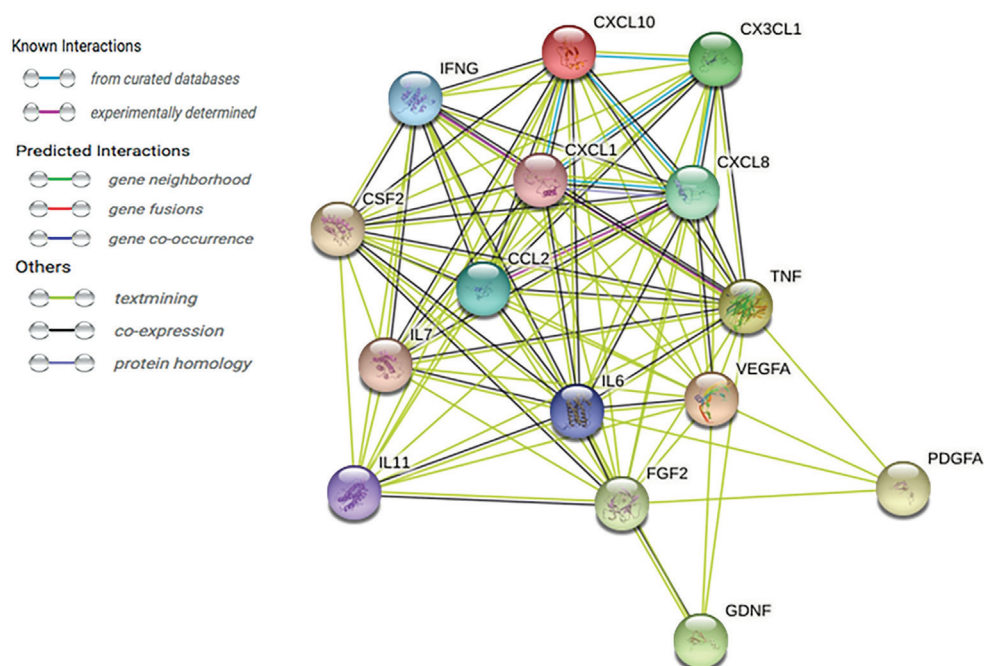 Known Interactions
from curated databases
experimentally determined
Predicted Interactions
gene neighborhood
gene fusions
gene co-occurrence
Others
textmining
co-expression
protein homology
CXCL10
CX3CL1
IFNG
CXCL1
CXCL8
CSF2
CCL2
TNF
IL7
VEGFA
IL6
IL11
FGF2
PDGFA
GDNF